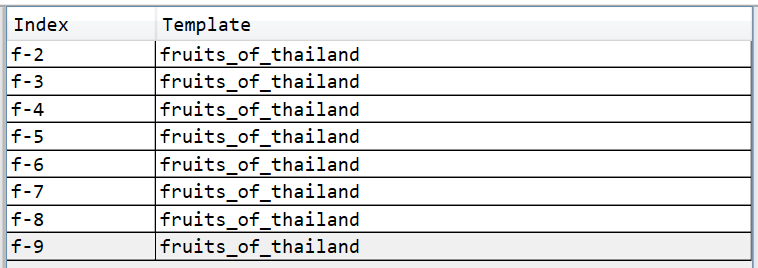 Index Template
f-2 fruits_of_thailand
f-3 fruits_of_thailand
f-4 fruits_of_thailand
f-5 fruits_of_thailand
f-6 fruits_of_thailand
f-7 fruits_of_thailand
f-8 fruits_of_thailand
f-9 fruits_of_thailand